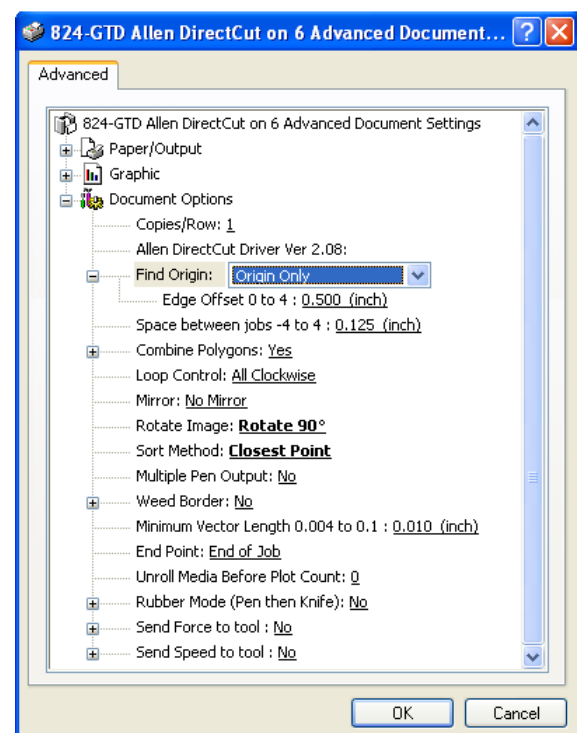 824-GTD Allen DirectCut on 6 Advanced Document...
Advanced
824-GTD Allen DirectCut on 6 Advanced Document Settings
Paper/Output
Graphic
Document Options
Copies/Row: 1
Allen DirectCut Driver Ver 2.08:
Find Origin: Origin Only
Edge Offset 0 to 4 : 0.500 (inch)
Space between jobs -4 to 4 : 0.125 (inch)
Combine Polygons: Yes
Loop Control: All Clockwise
Mirror: No Mirror
Rotate Image: Rotate 90°
Sort Method: Closest Point
Multiple Pen Output: No
Weed Border: No
Minimum Vector Length 0.004 to 0.1 : 0.010 (inch)
End Point: End of Job
Unroll Media Before Plot Count: 0
Rubber Mode (Pen then Knife): No
Send Force to tool : No
Send Speed to tool : No
OK Cancel